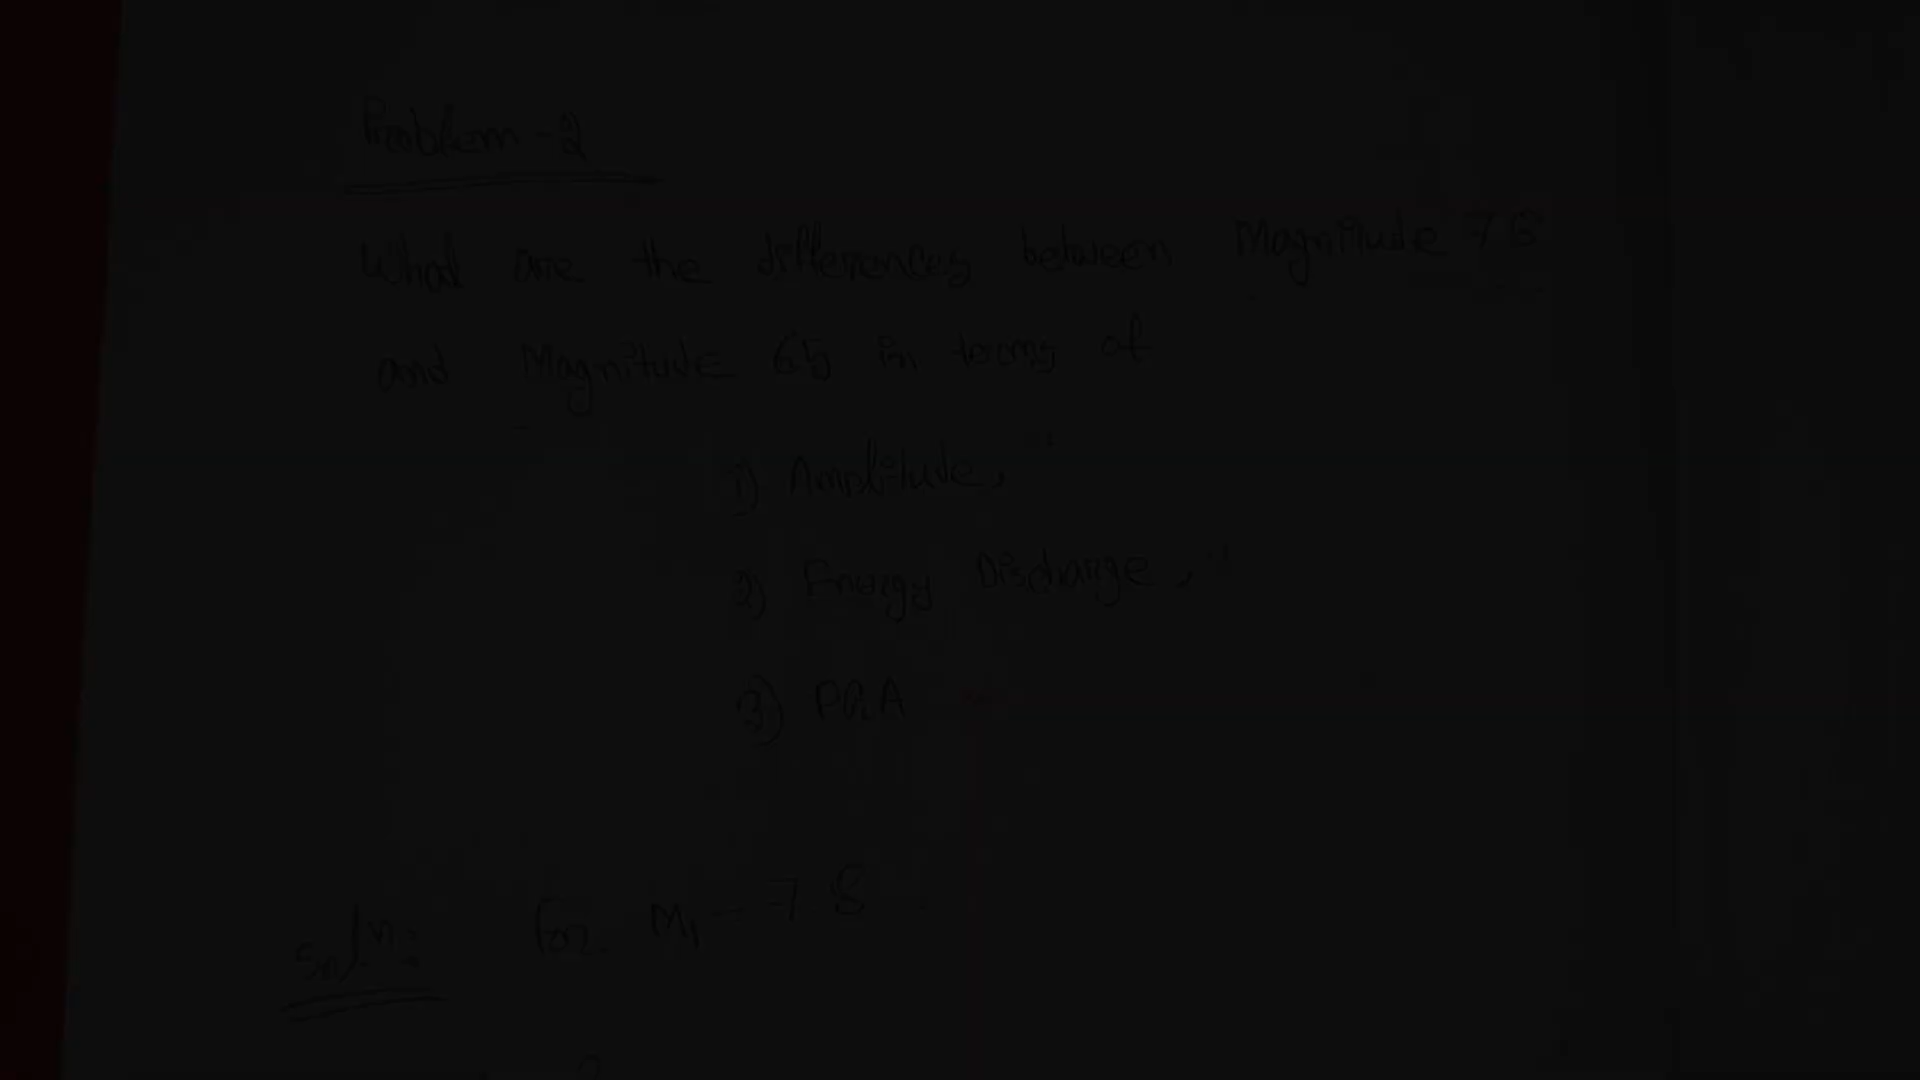 Problem - 2
What are the differences between Magnitude 7.8
and Magnitude 6.5 in terms of
1) Amplitude,
2) Energy Discharge,
3) PGA
Soln: For M1 = 7.8